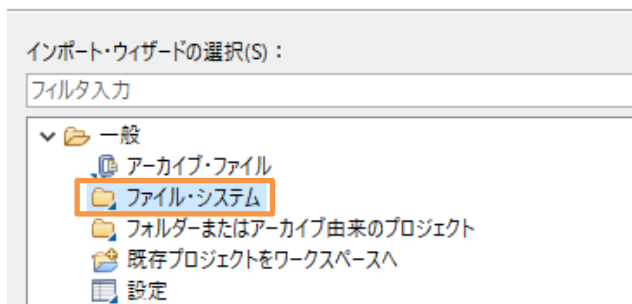 インポート・ウィザードの選択(S)：
フィルタ入力
一般
アーカイブ・ファイル
ファイル・システム
フォルダーまたはアーカイブ由来のプロジェクト
既存プロジェクトをワークスペースへ
設定